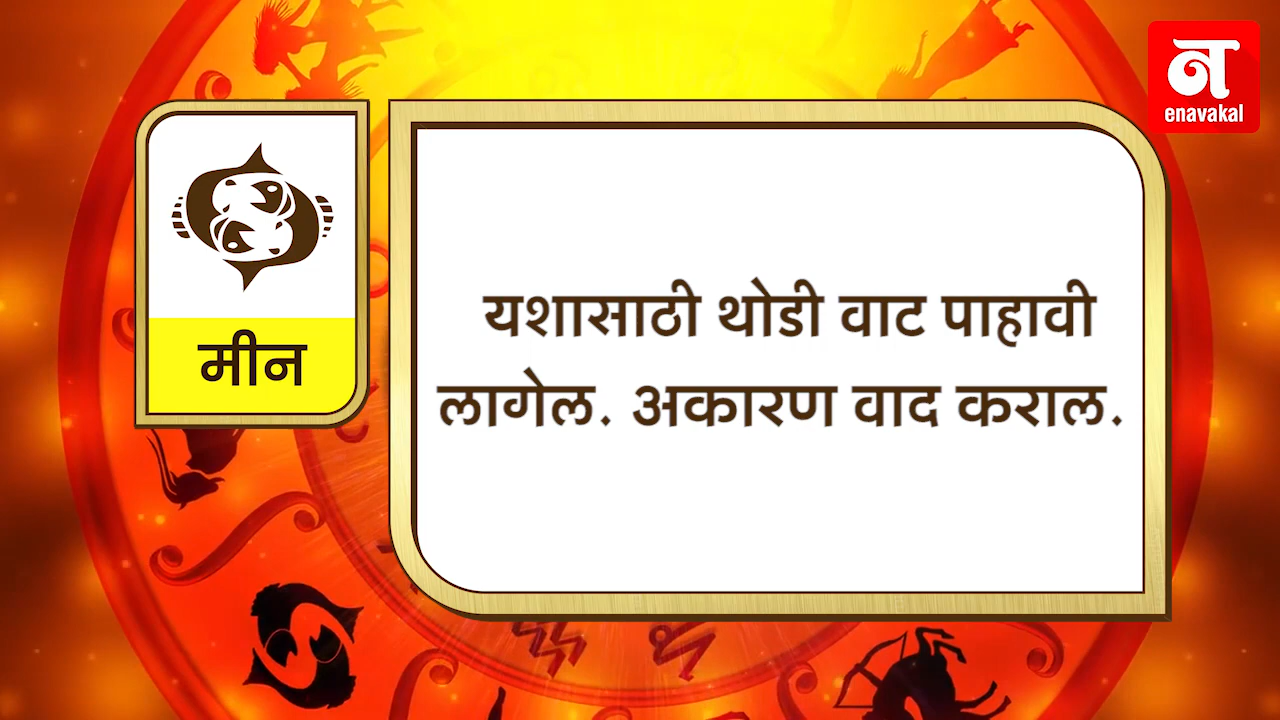 न
enavakal
मीन
यशासाठी थोडी वाट पाहावी
लागेल. अकारण वाद कराल.